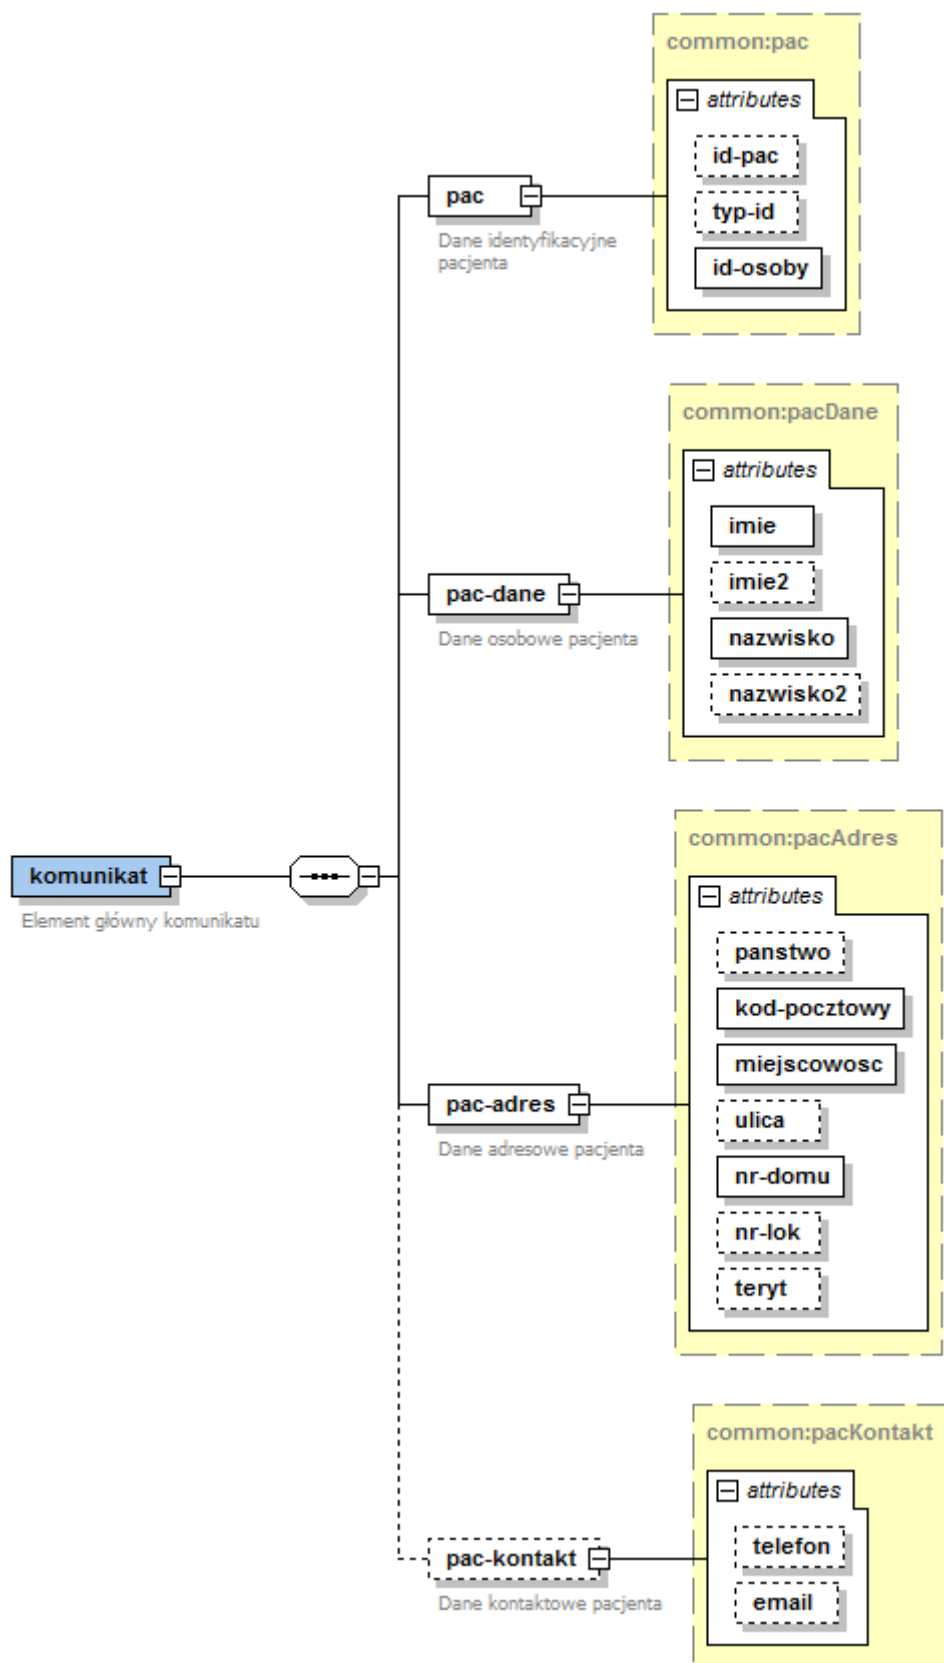 common:pac
attributes
id-pac
typ-id
id-osoby
pac
Dane identyfikacyjne
pacjenta
common:pacDane
attributes
imie
imie2
nazwisko
nazwisko2
pac-dane
Dane osobowe pacjenta
komunikat
Element główny komunikatu
common:pacAdres
attributes
panstwo
kod-pocztowy
miejscowosc
ulica
nr-domu
nr-lok
teryt
pac-adres
Dane adresowe pacjenta
common:pacKontakt
attributes
telefon
email
pac-kontakt
Dane kontaktowe pacjenta